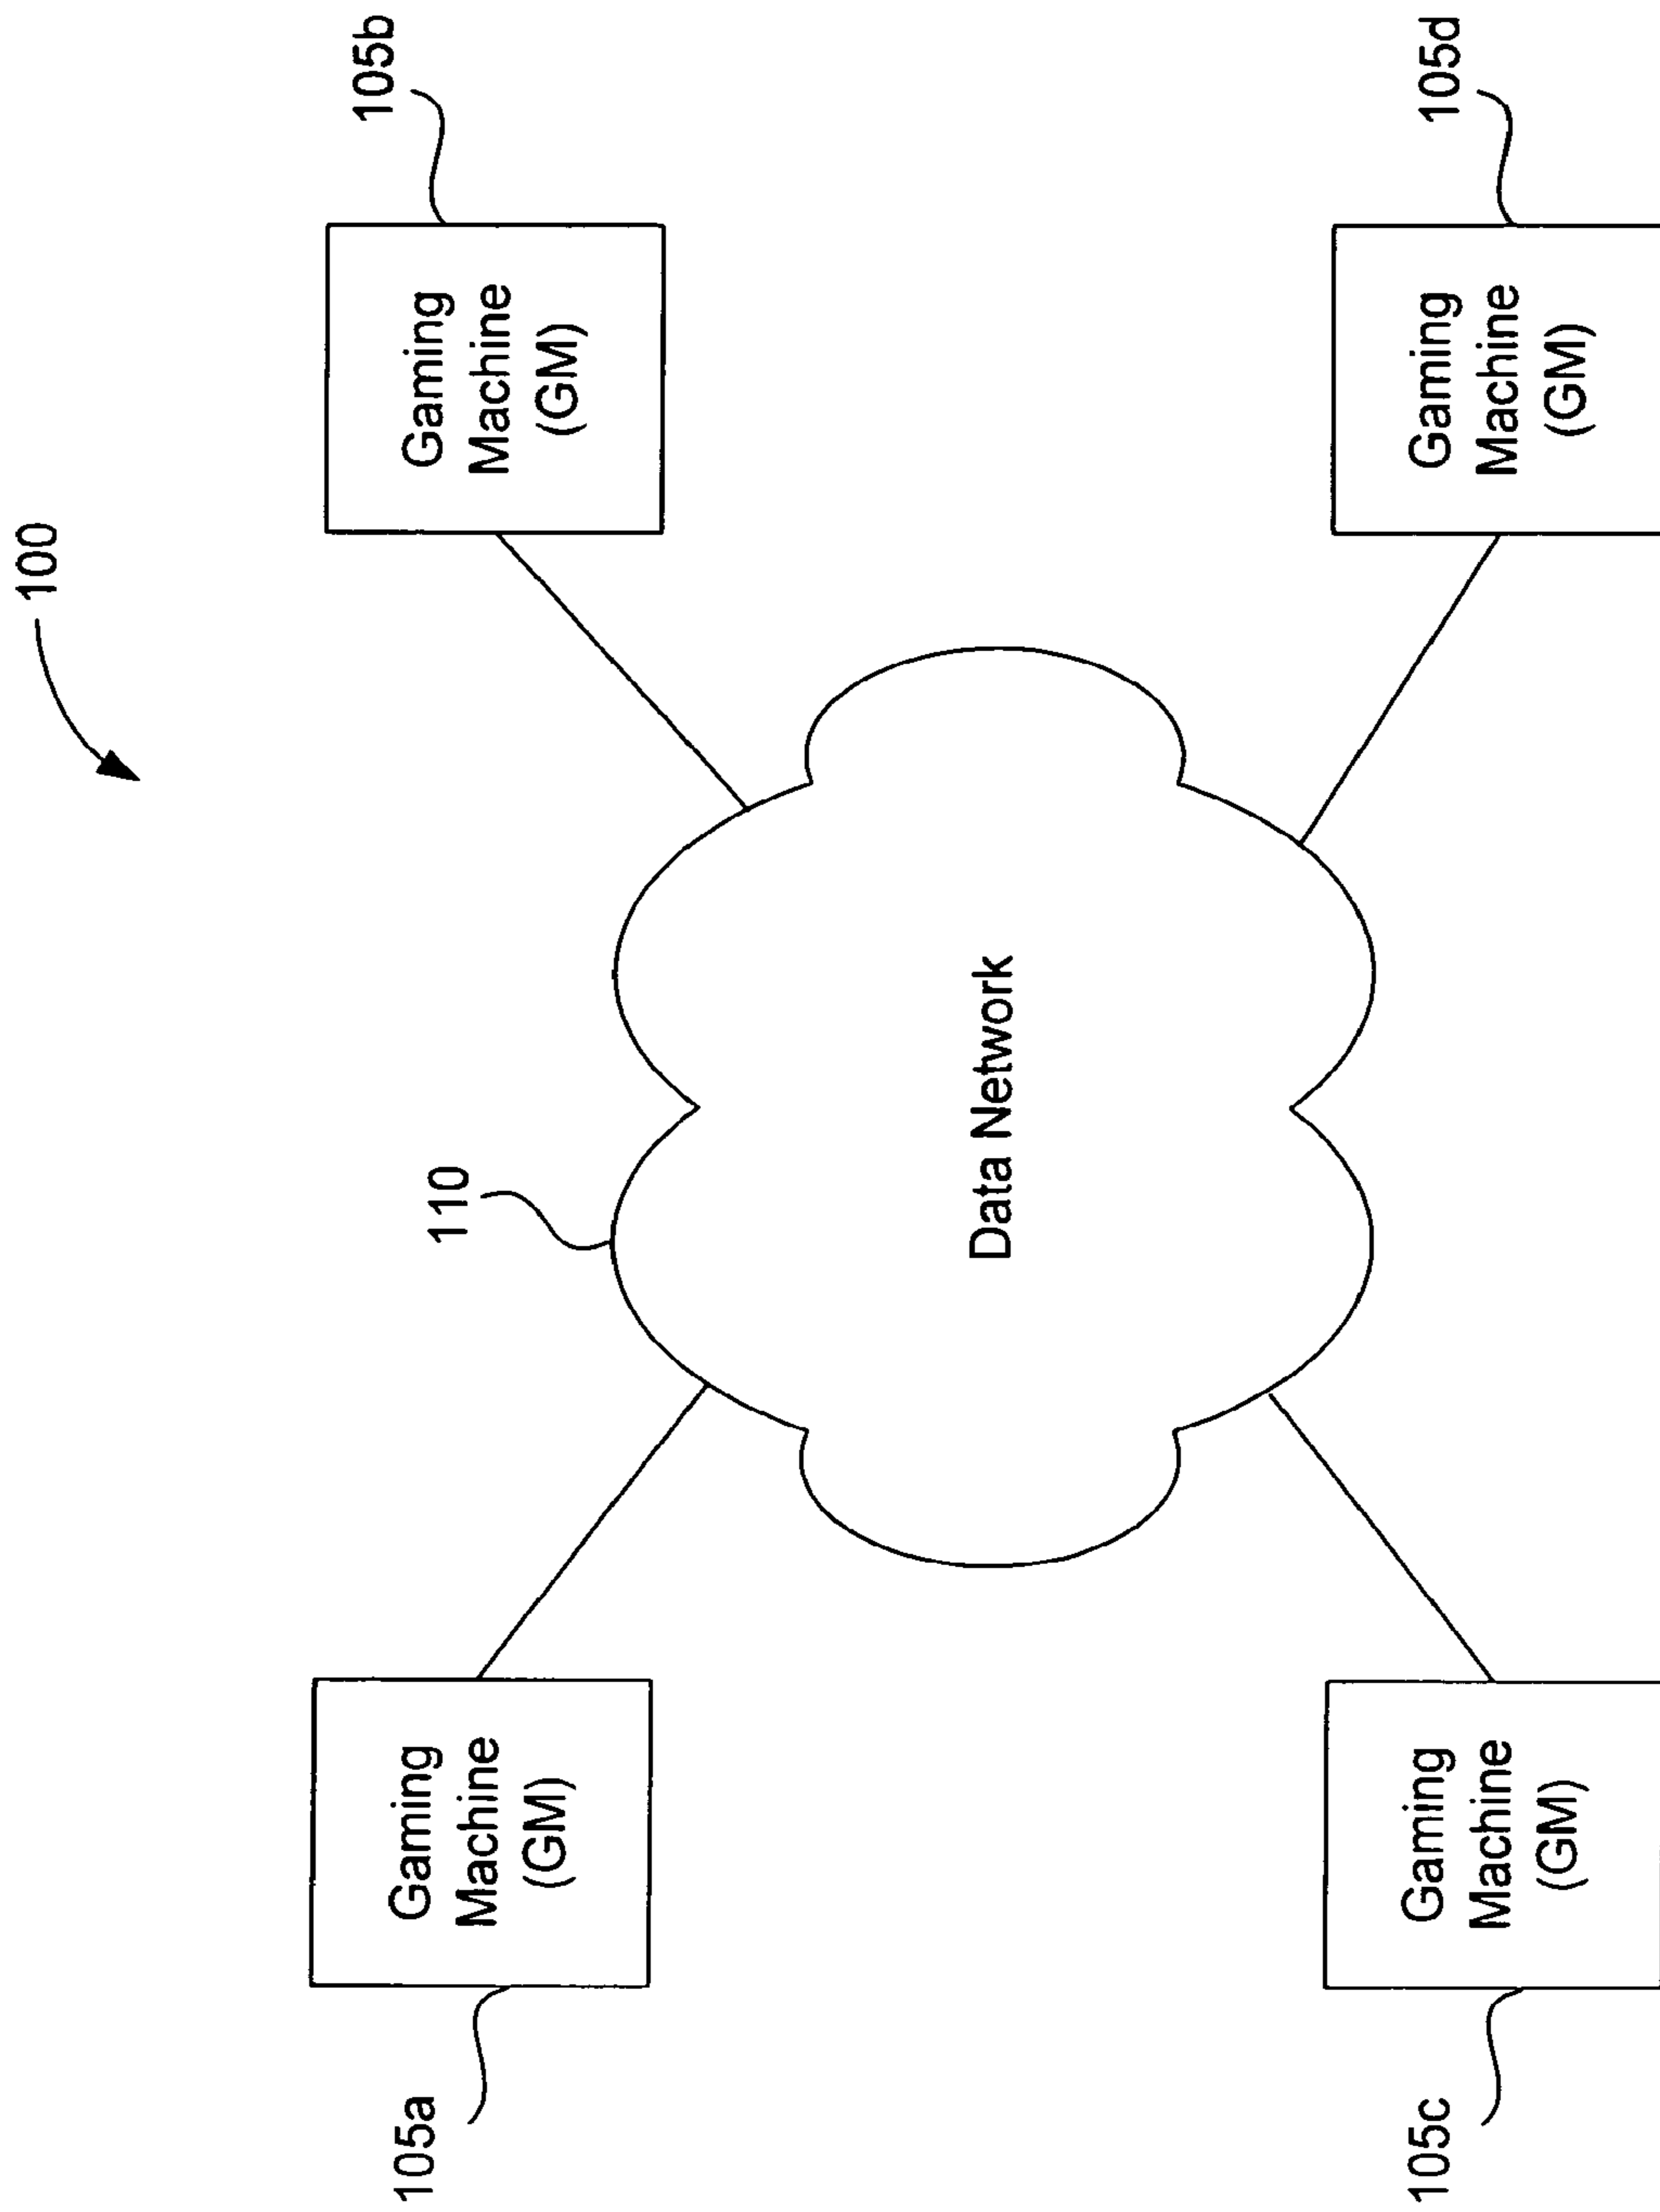 100
105a
Gaming
Machine
(GM)
110
Gaming
Machine
(GM)
105b
Data Network
105c
Gaming
Machine
(GM)
Gaming
Machine
(GM)
105d